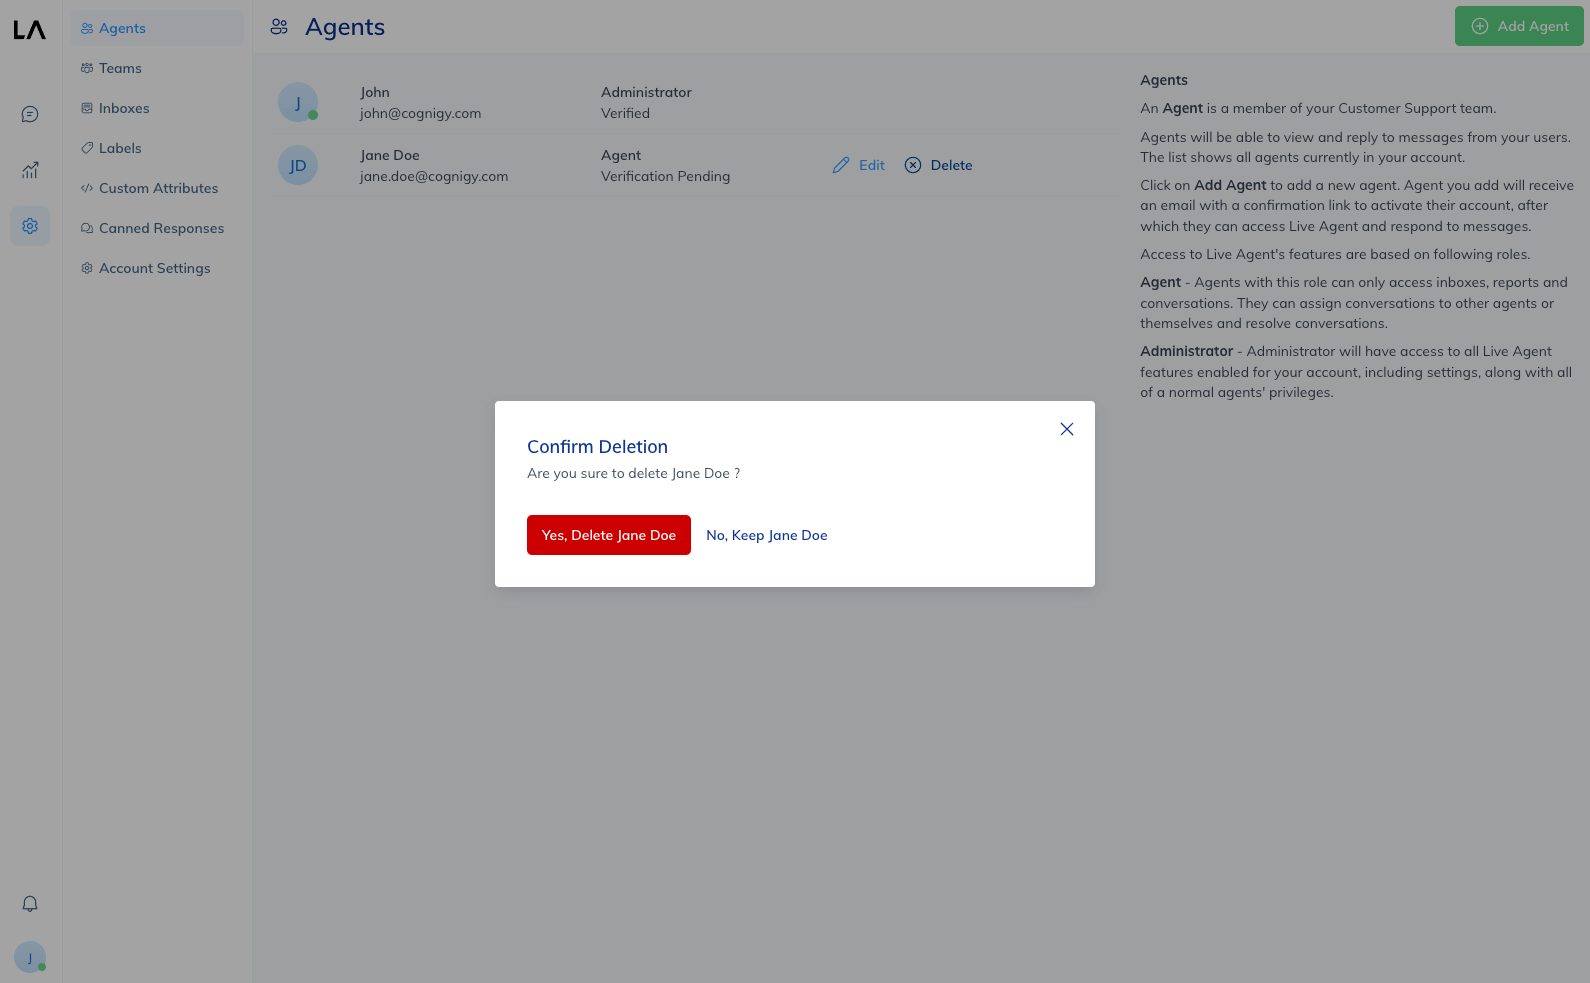 LA
Agents
Teams
Inboxes
Labels
Custom Attributes
Canned Responses
Account Settings
J
Agents
Add Agent
J
John
john@cognigy.com
Administrator
Verified
JD
Jane Doe
jane.doe@cognigy.com
Agent
Verification Pending
Edit
Delete
Agents
An Agent is a member of your Customer Support team.
Agents will be able to view and reply to messages from your users.
The list shows all agents currently in your account.
Click on Add Agent to add a new agent. Agent you add will receive
an email with a confirmation link to activate their account, after
which they can access Live Agent and respond to messages.
Access to Live Agent's features are based on following roles.
Agent - Agents with this role can only access inboxes, reports and
conversations. They can assign conversations to other agents or
themselves and resolve conversations.
Administrator - Administrator will have access to all Live Agent
features enabled for your account, including settings, along with all
of a normal agents' privileges.
Confirm Deletion
Are you sure to delete Jane Doe ?
Yes, Delete Jane Doe
No, Keep Jane Doe